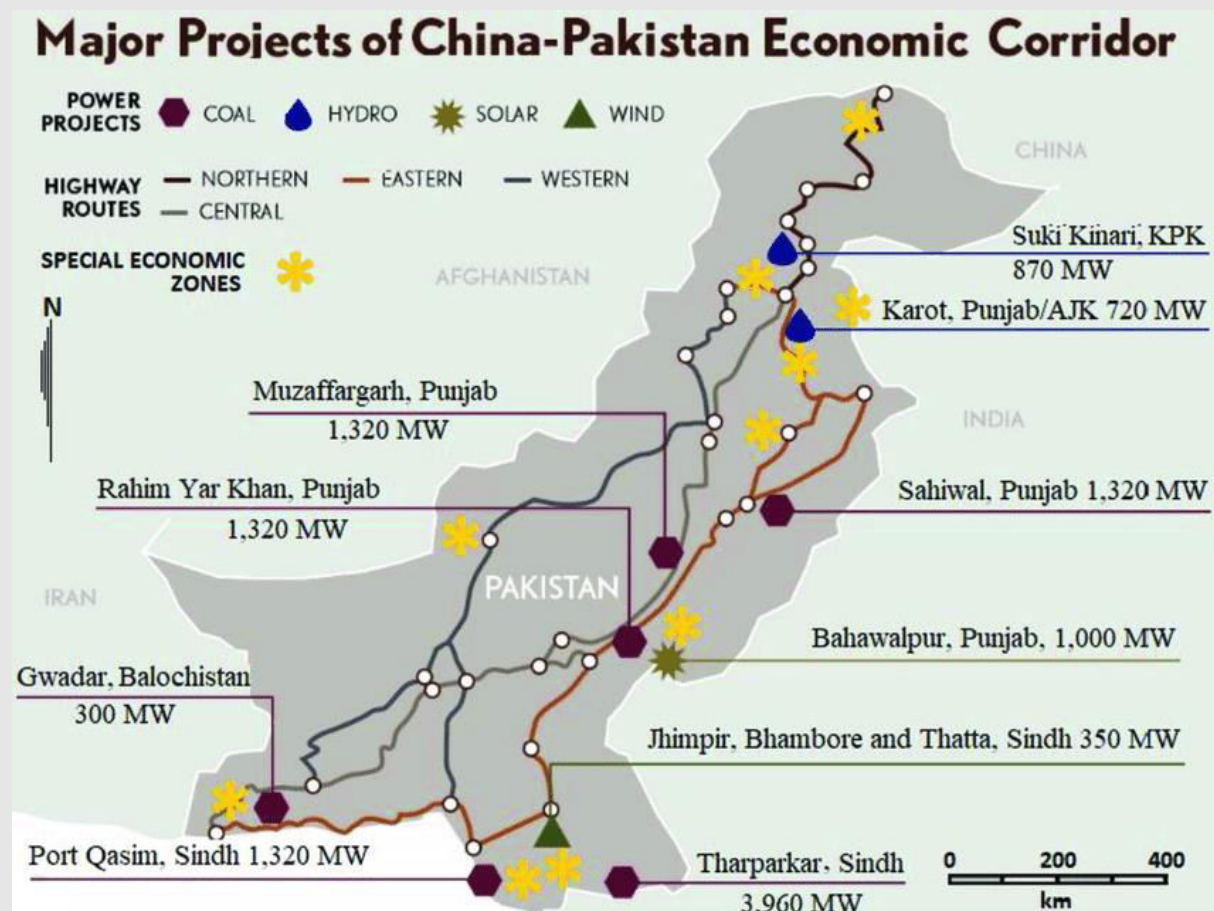 Major Projects of China-Pakistan Economic Corridor
POWER
PROJECTS
COAL
HYDRO
SOLAR
WIND
HIGHWAY
ROUTES
NORTHERN
EASTERN
WESTERN
CENTRAL
SPECIAL ECONOMIC
ZONES
N
CHINA
AFGHANISTAN
Suki Kinari, KPK
870 MW
Karot, Punjab/AJK 720 MW
Muzaffargarh, Punjab
1,320 MW
INDIA
Rahim Yar Khan, Punjab
1,320 MW
Sahiwal, Punjab 1,320 MW
IRAN
PAKISTAN
Bahawalpur, Punjab, 1,000 MW
Gwadar, Balochistan
300 MW
Jhimpir, Bhambore and Thatta, Sindh 350 MW
Port Qasim, Sindh 1,320 MW
Tharparkar, Sindh
3,960 MW
0 200 400
km